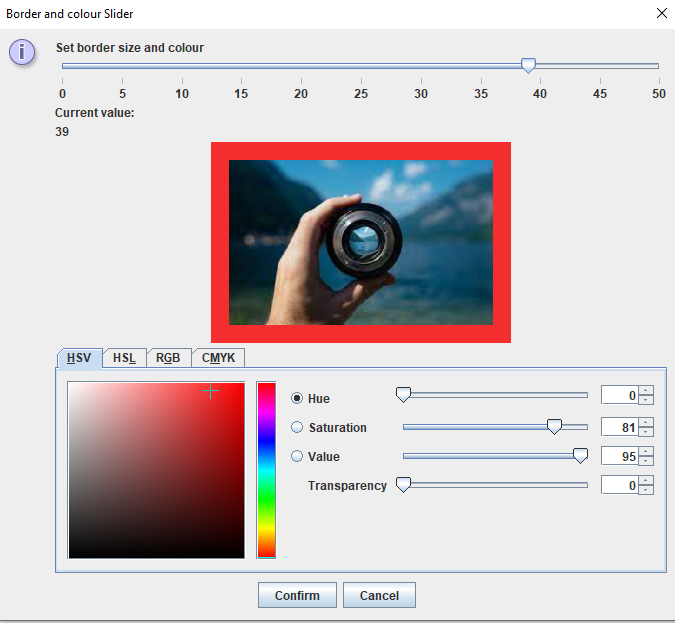 Border and colour Slider
i
Set border size and colour
0 5 10 15 20 25 30 35 40 45 50
Current value:
39
HSV HSL RGB CMYK
Hue 0
Saturation 81
Value 95
Transparency 0
Confirm Cancel